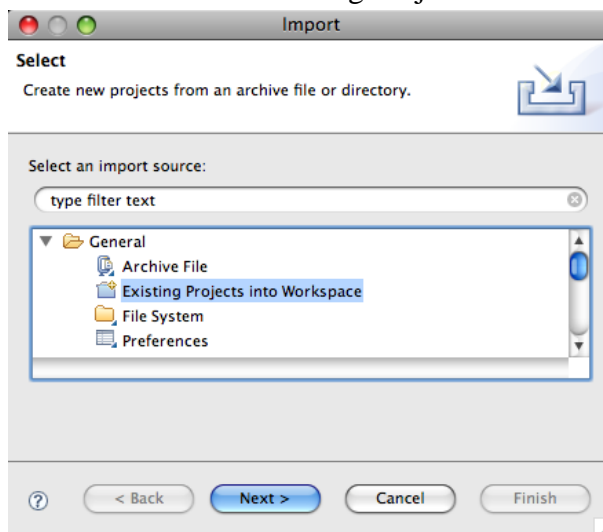 Import
Select
Create new projects from an archive file or directory.
Select an import source:
type filter text
General
Archive File
Existing Projects into Workspace
File System
Preferences
? < Back Next > Cancel Finish